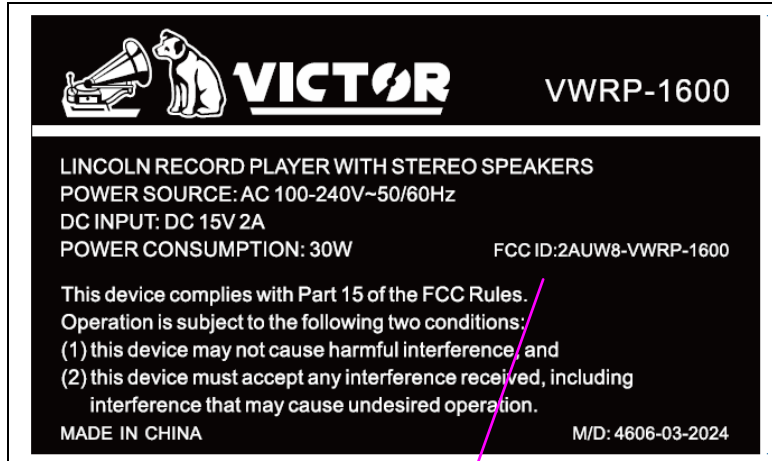 VICTOR
VWRP-1600
LINCOLN RECORD PLAYER WITH STEREO SPEAKERS
POWER SOURCE: AC 100-240V~50/60Hz
DC INPUT: DC 15V 2A
POWER CONSUMPTION: 30W
FCC ID:2AUW8-VWRP-1600
This device complies with Part 15 of the FCC Rules.
Operation is subject to the following two conditions:
(1) this device may not cause harmful interference, and
(2) this device must accept any interference received, including
interference that may cause undesired operation.
MADE IN CHINA
M/D: 4606-03-2024